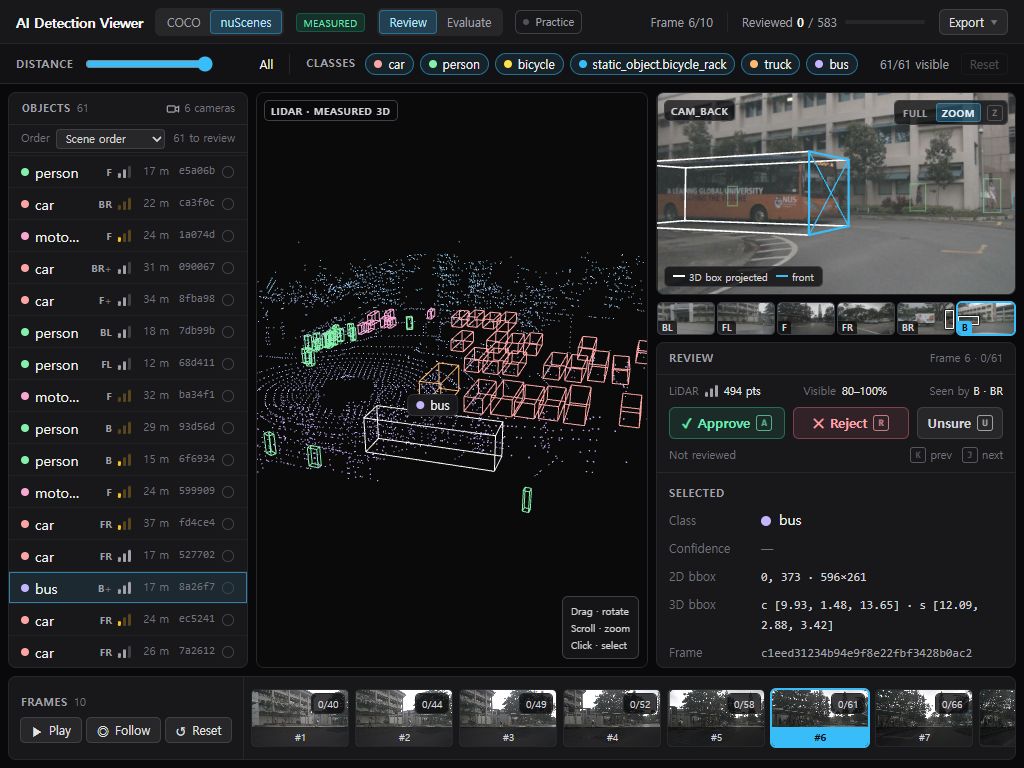 AI Detection Viewer COCO nuScenes MEASURED Review Evaluate Practice Frame 6/10 Reviewed 0 / 583 Export
DISTANCE All CLASSES car person bicycle static_object.bicycle_rack truck bus 61/61 visible Reset
OBJECTS 61 6 cameras
Order Scene order 61 to review
person F 17 m e5a06b
car BR 22 m ca3f0c
moto... F 24 m 1a074d
car BR+ 31 m 090067
car F+ 34 m 8fba98
person BL 18 m 7db99b
person FL 12 m 68d411
moto... F 32 m ba34f1
person B 29 m 93d56d
person B 15 m 6f6934
moto... F 24 m 599909
car FR 37 m fd4ce4
car FR 17 m 527702
bus B+ 17 m 8a26f7
car FR 24 m ec5241
car FR 26 m 7a2612
LIDAR · MEASURED 3D
bus
Drag · rotate
Scroll · zoom
Click · select
CAM_BACK FULL ZOOM Z
A LEADING GLOBAL UNIVERSITY
NUS
3D box projected front
BL FL F FR BR B
REVIEW Frame 6 · 0/61
LiDAR 494 pts Visible 80–100% Seen by B · BR
✓ Approve A ✕ Reject R Unsure U
Not reviewed K prev J next
SELECTED
Class bus
Confidence —
2D bbox 0, 373 · 596×261
3D bbox c [9.93, 1.48, 13.65] · s [12.09,
2.88, 3.42]
Frame c1eed31234b94e9f8e22fbf3428b0ac2
FRAMES 10
Play Follow Reset
0/40 0/44 0/49 0/52 0/58 0/61 0/66
#1 #2 #3 #4 #5 #6 #7